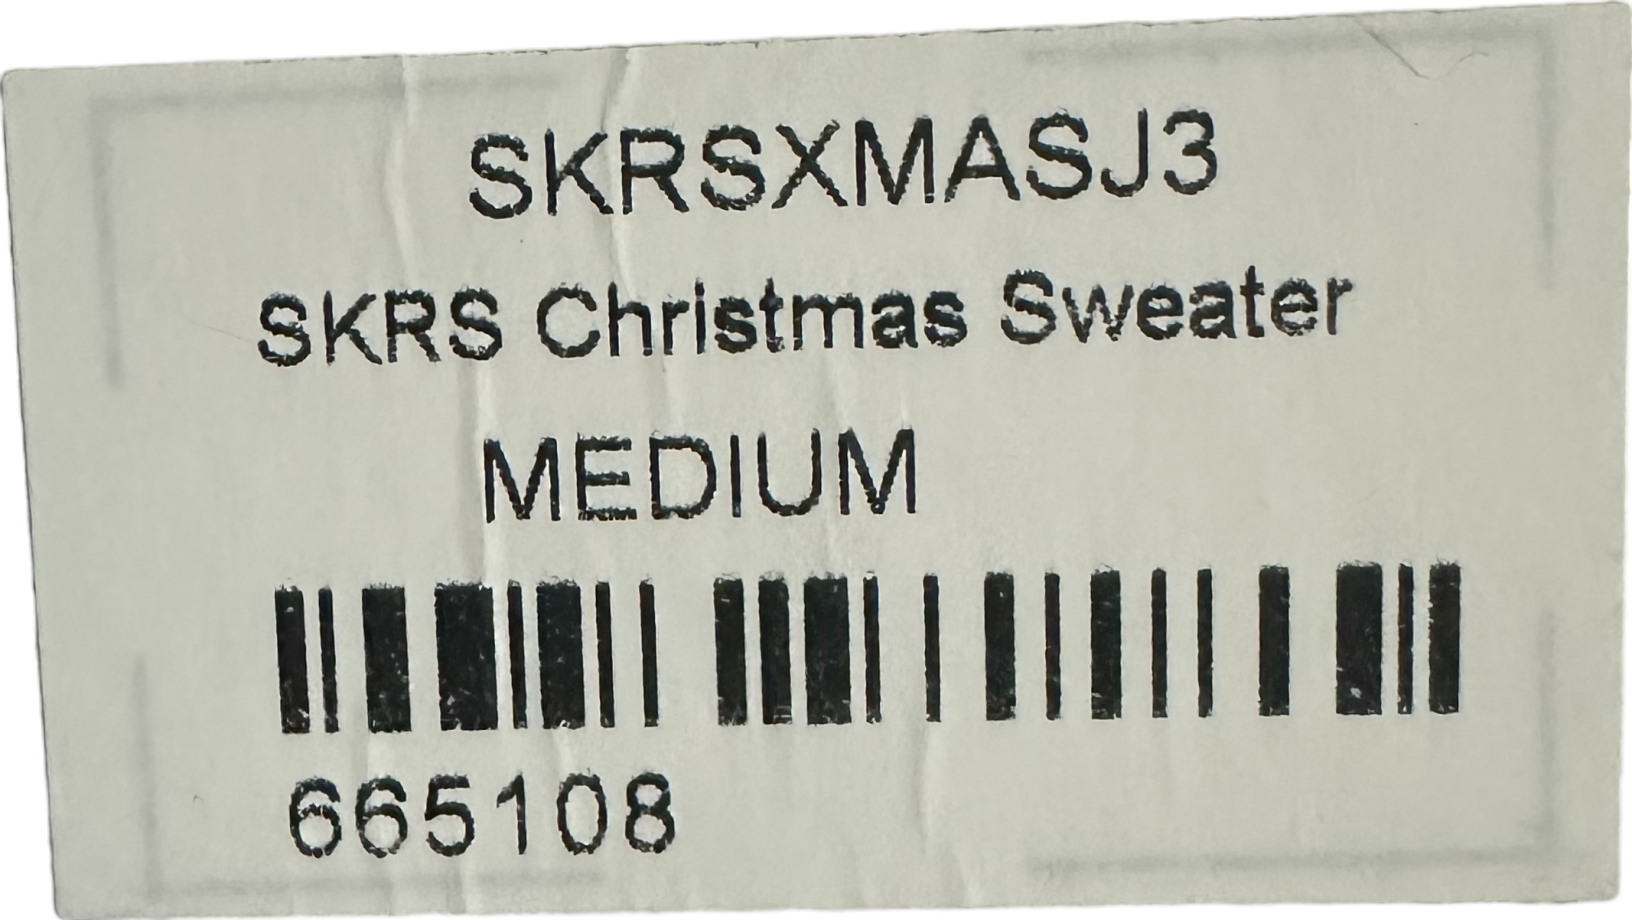 SKRSXMASJ3
SKRS Christmas Sweater
MEDIUM
665108